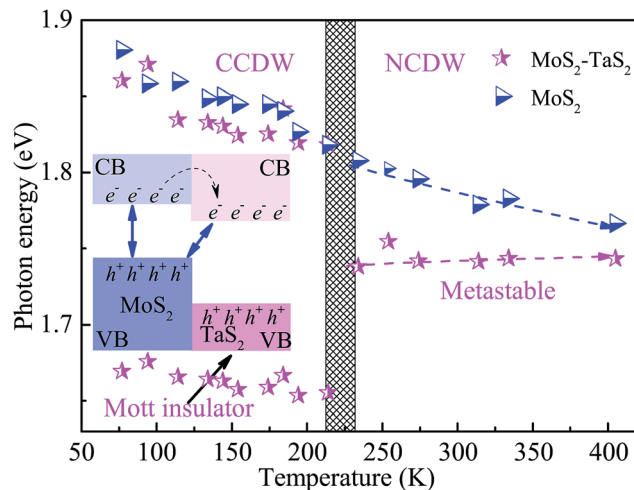 1.9
1.8
1.7
Photon energy (eV)
CCDW
NCDW
MoS₂-TaS₂
MoS₂
CB
CB
e⁻ e⁻ e⁻ e⁻
e⁻ e⁻ e⁻ e⁻
h⁺ h⁺ h⁺ h⁺
MoS₂
VB
h⁺ h⁺ h⁺ h⁺
TaS₂
VB
Mott insulator
Metastable
50 100 150 200 250 300 350 400
Temperature (K)